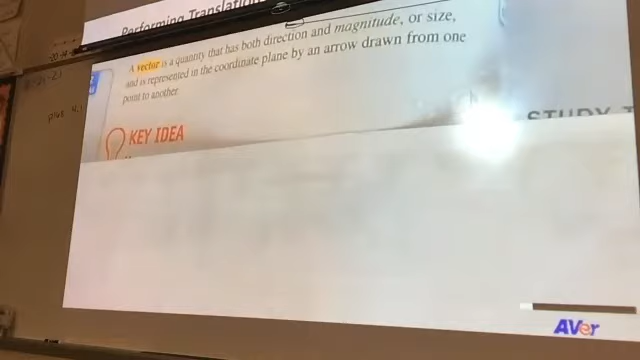 Performing Translation
A vector is a quantity that has both direction and magnitude, or size,
and is represented in the coordinate plane by an arrow drawn from one
point to another.
KEY IDEA
STUDY
AVer